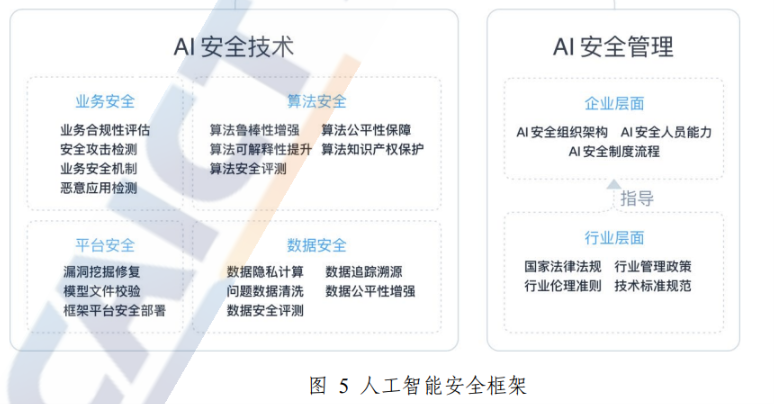 AI 安全技术
业务安全
业务合规性评估
安全攻击检测
业务安全机制
恶意应用检测
算法安全
算法鲁棒性增强 算法公平性保障
算法可解释性提升 算法知识产权保护
算法安全评测
平台安全
漏洞挖掘修复
模型文件校验
框架平台安全部署
数据安全
数据隐私计算 数据追踪溯源
问题数据清洗 数据公平性增强
数据安全评测
AI 安全管理
企业层面
AI 安全组织架构 AI 安全人员能力
AI 安全制度流程
指导
行业层面
国家法律法规 行业管理政策
行业伦理准则 技术标准规范
图 5 人工智能安全框架
CAICT